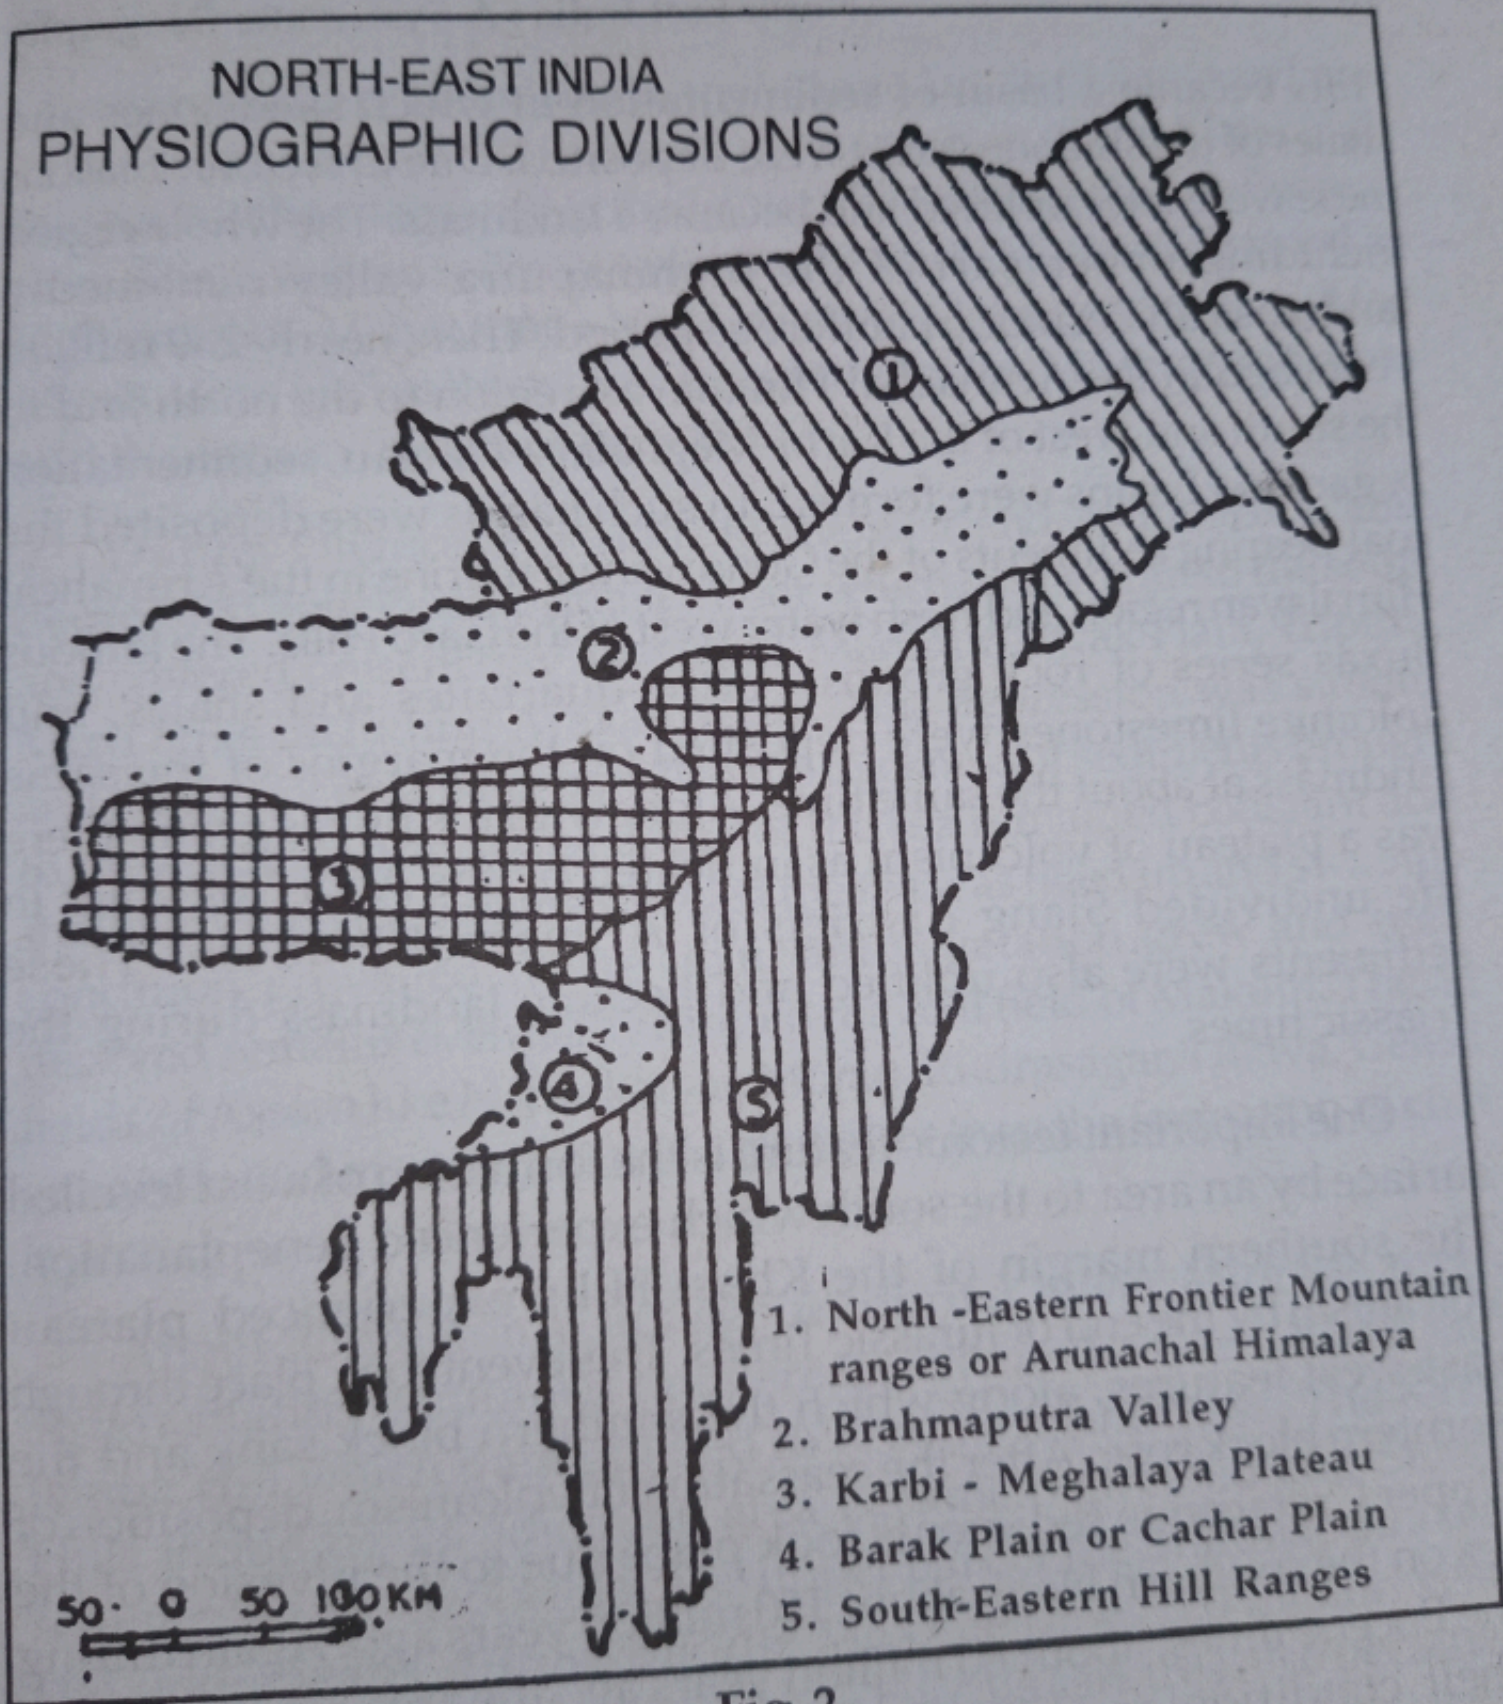 NORTH-EAST INDIA
PHYSIOGRAPHIC DIVISIONS
1
2
3
4
5
1. North -Eastern Frontier Mountain
ranges or Arunachal Himalaya
2. Brahmaputra Valley
3. Karbi - Meghalaya Plateau
4. Barak Plain or Cachar Plain
5. South-Eastern Hill Ranges
50 0 50 100 KM
Fig 2